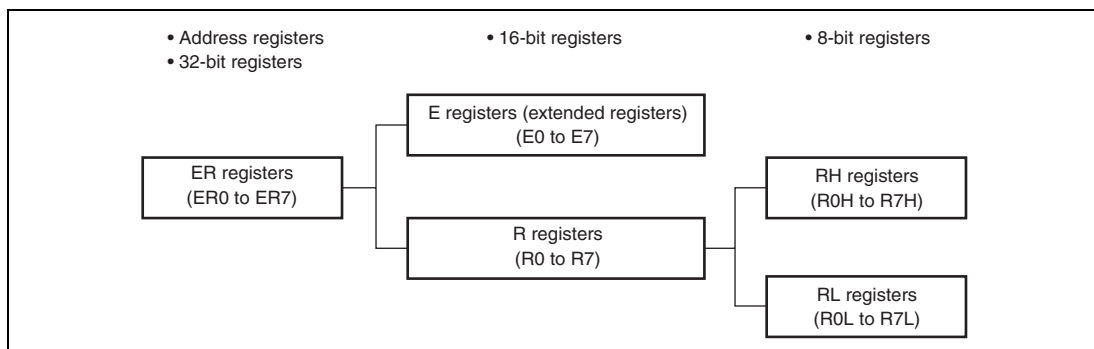 • Address registers
• 32-bit registers
• 16-bit registers
• 8-bit registers
E registers (extended registers)
(E0 to E7)
ER registers
(ER0 to ER7)
RH registers
(R0H to R7H)
R registers
(R0 to R7)
RL registers
(R0L to R7L)